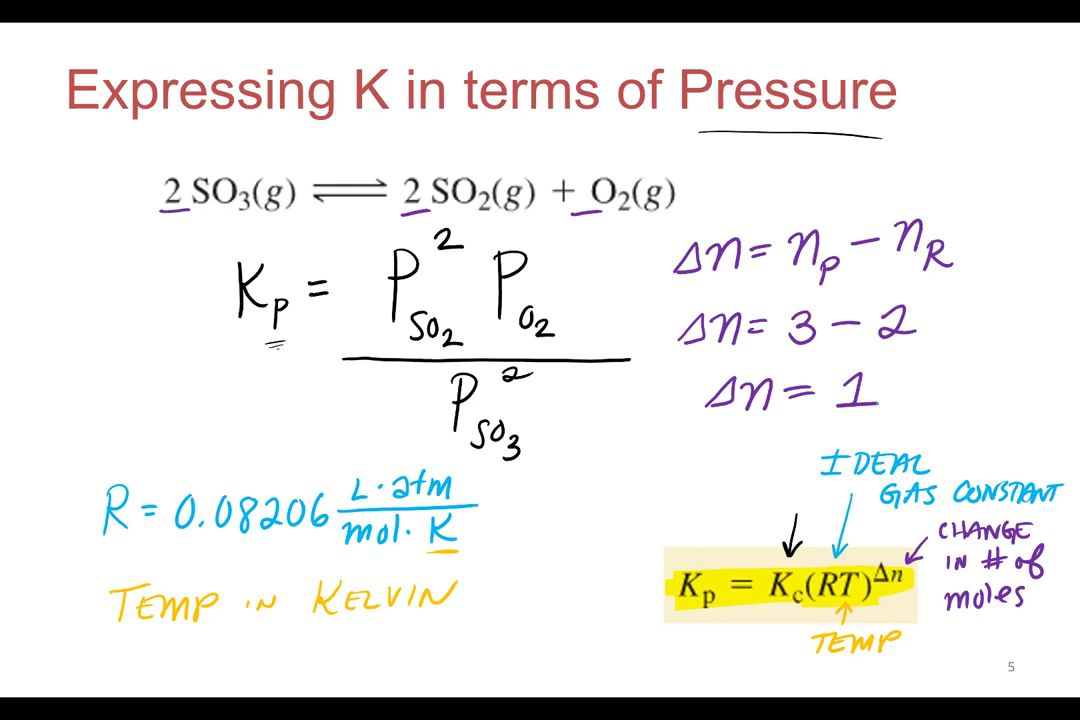 Expressing K in terms of Pressure
2 SO₃(g) ⇌ 2 SO₂(g) + O₂(g)
Kp = P²SO₂ PO₂ / P²SO₃
Δn = nP − nR
Δn = 3 − 2
Δn = 1
R = 0.08206 L·atm / mol·K
TEMP IN KELVIN
IDEAL
GAS CONSTANT
CHANGE
IN # of
moles
Kp = Kc(RT)^Δn
TEMP
5